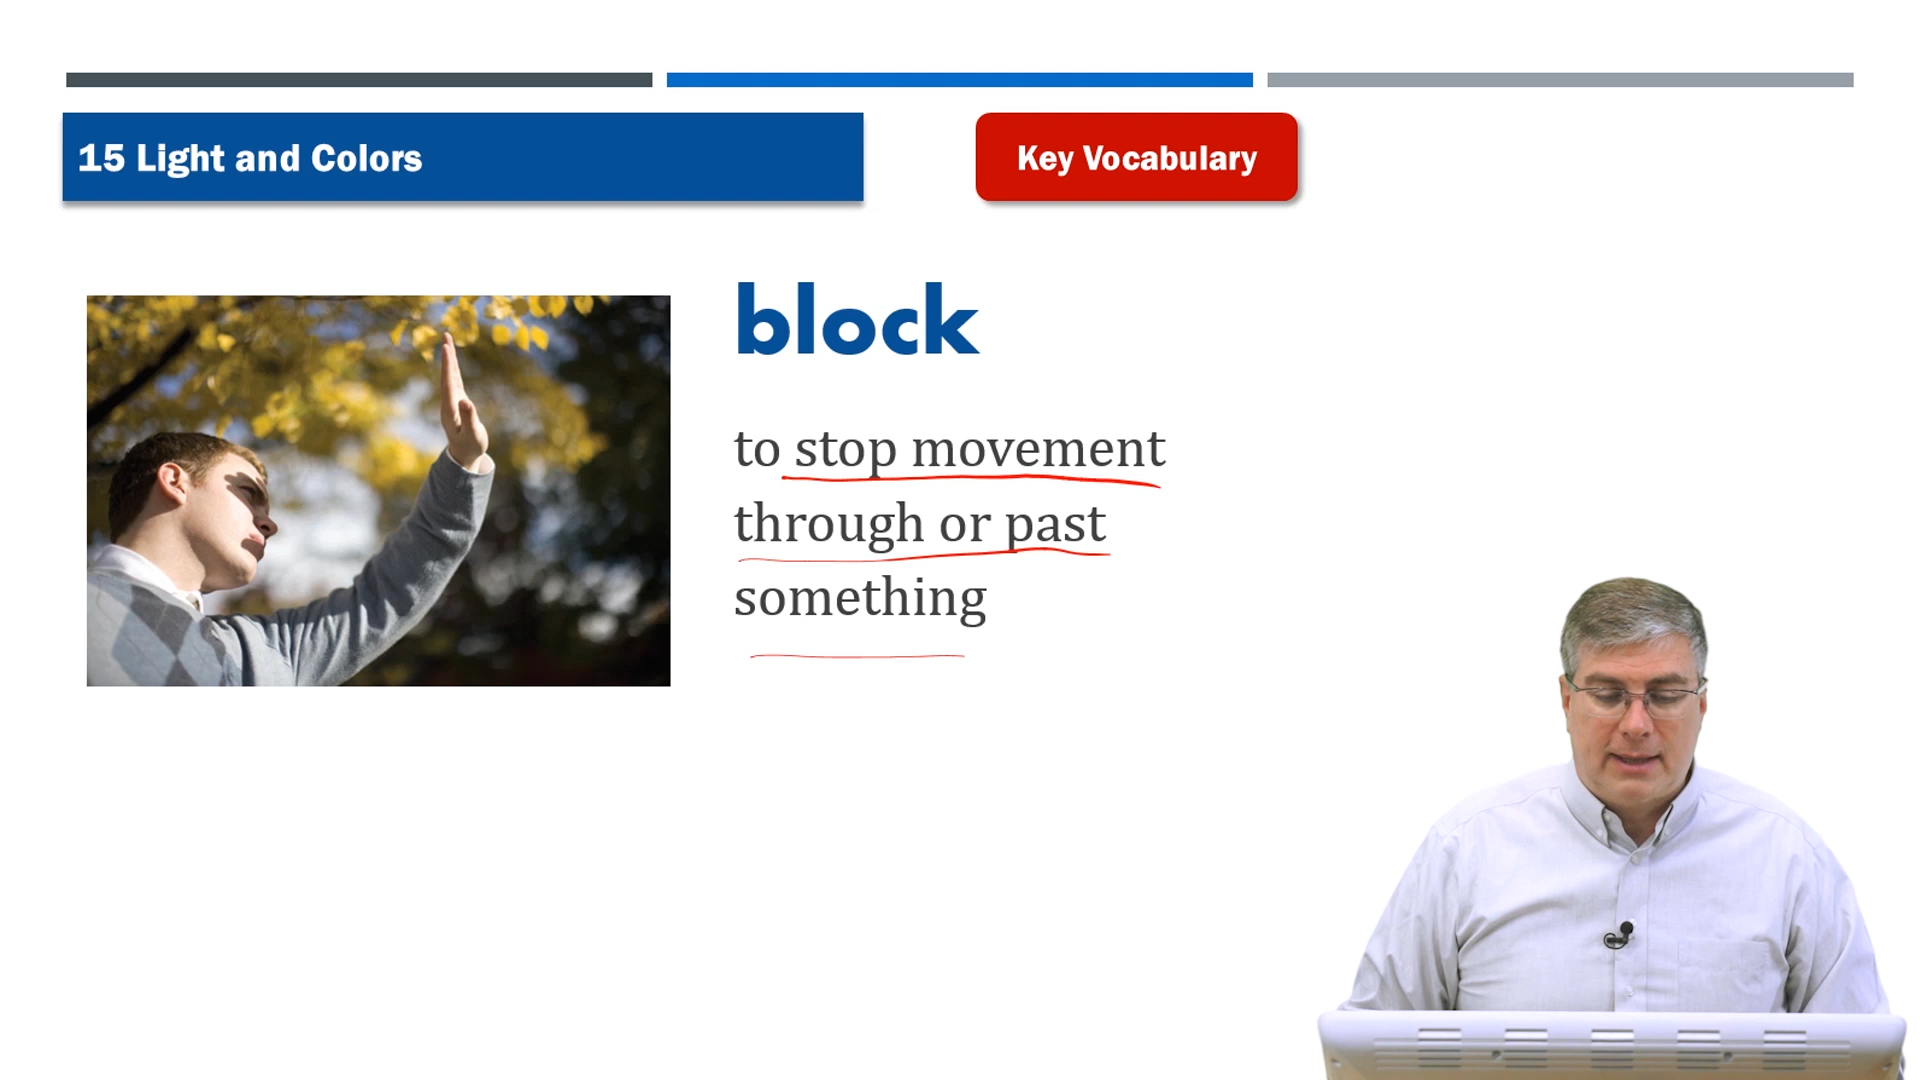 15 Light and Colors
Key Vocabulary
block
to stop movement
through or past
something